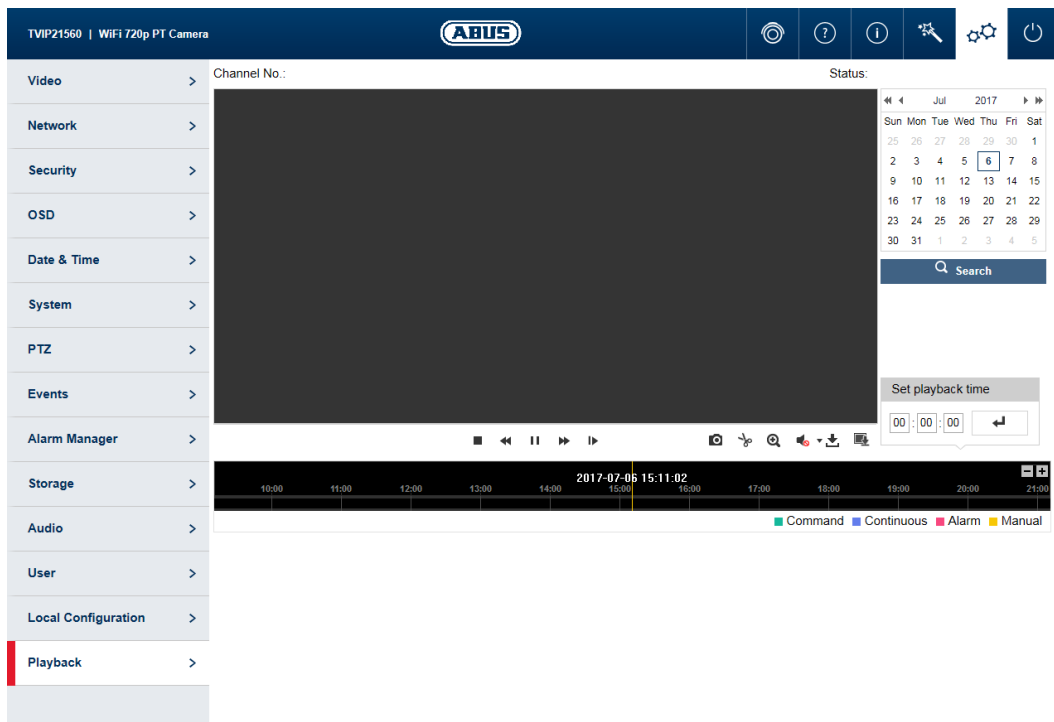 TVIP21560 | WiFi 720p PT Camera
ABUS
Video
Network
Security
OSD
Date & Time
System
PTZ
Events
Alarm Manager
Storage
Audio
User
Local Configuration
Playback
Channel No.:
Status:
Jul 2017
Sun Mon Tue Wed Thu Fri Sat
25 26 27 28 29 30 1
2 3 4 5 6 7 8
9 10 11 12 13 14 15
16 17 18 19 20 21 22
23 24 25 26 27 28 29
30 31 1 2 3 4 5
Search
Set playback time
00 : 00 : 00
2017-07-06 15:11:02
10:00 11:00 12:00 13:00 14:00 15:00 16:00 17:00 18:00 19:00 20:00 21:00
Command Continuous Alarm Manual